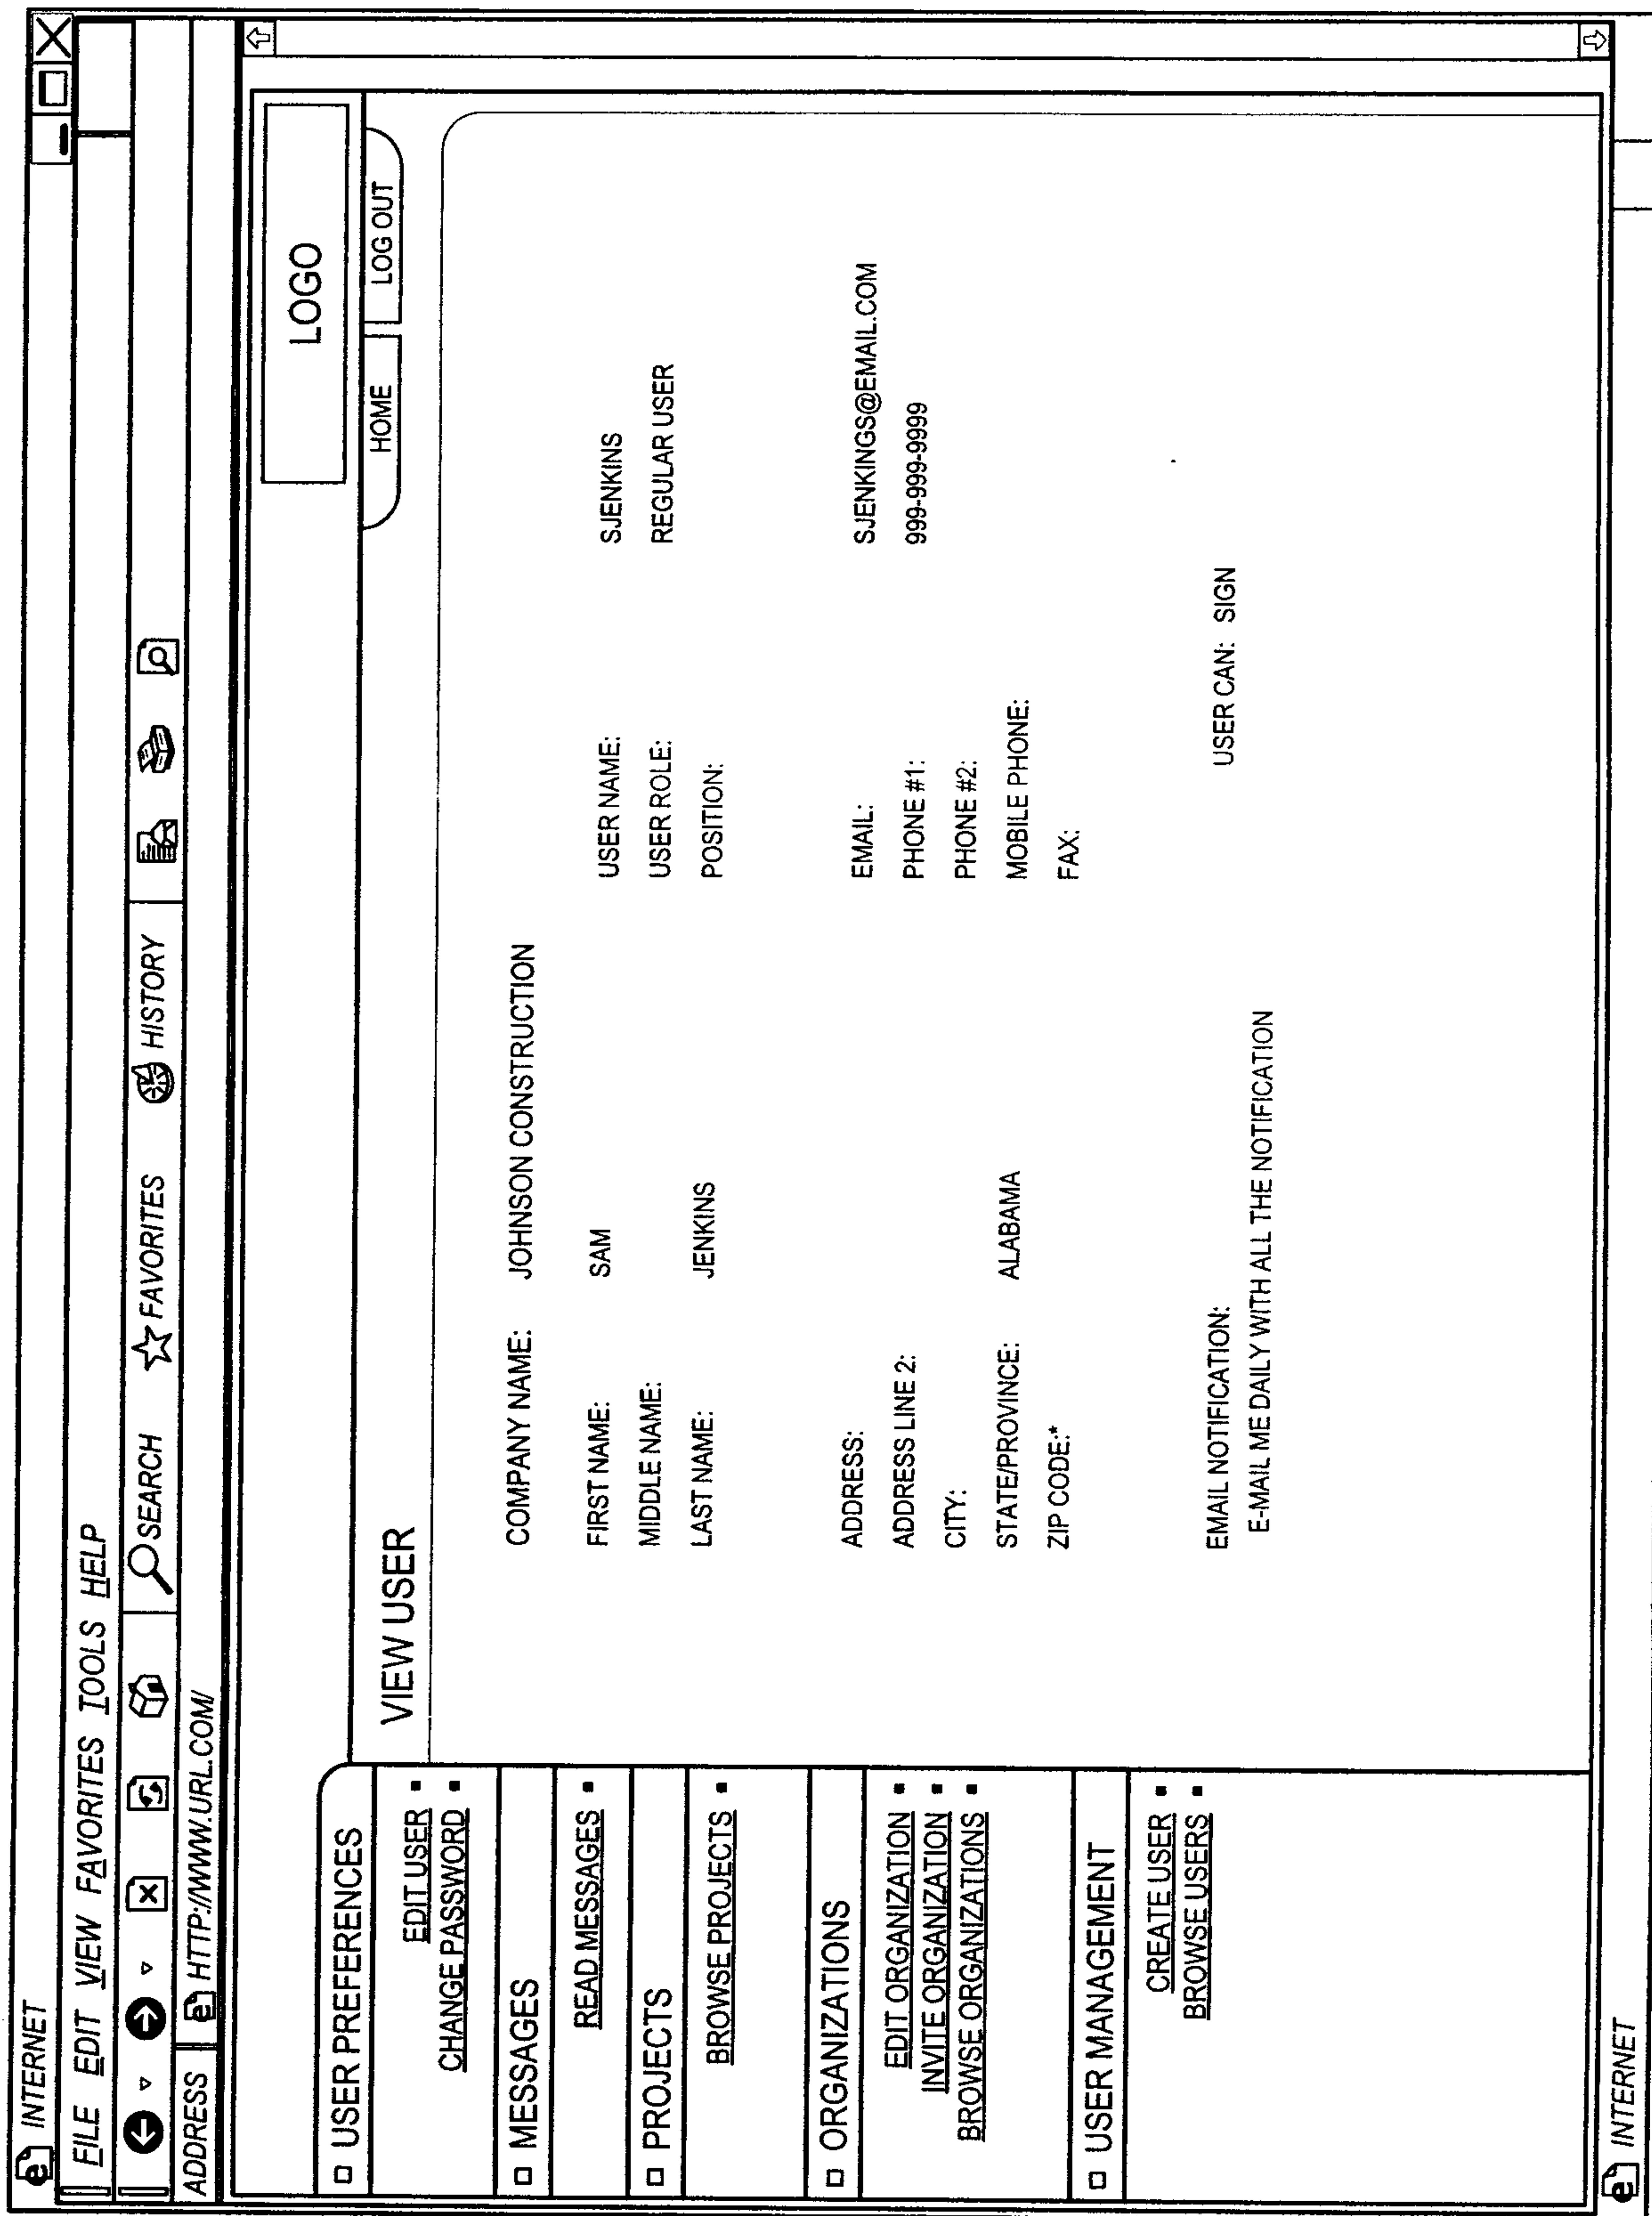 INTERNET
FILE EDIT VIEW FAVORITES TOOLS HELP
SEARCH FAVORITES HISTORY
ADDRESS HTTP://WWW.URL.COM/
LOGO
HOME LOG OUT
VIEW USER
USER PREFERENCES
EDIT USER
CHANGE PASSWORD
MESSAGES
READ MESSAGES
PROJECTS
BROWSE PROJECTS
ORGANIZATIONS
EDIT ORGANIZATION
INVITE ORGANIZATION
BROWSE ORGANIZATIONS
USER MANAGEMENT
CREATE USER
BROWSE USERS
COMPANY NAME: JOHNSON CONSTRUCTION
FIRST NAME: SAM USER NAME: SJENKINS
MIDDLE NAME: USER ROLE: REGULAR USER
LAST NAME: JENKINS POSITION:
ADDRESS: EMAIL: SJENKINGS@EMAIL.COM
ADDRESS LINE 2: PHONE #1: 999-999-9999
CITY: PHONE #2:
STATE/PROVINCE: ALABAMA MOBILE PHONE:
ZIP CODE:* FAX:
EMAIL NOTIFICATION: USER CAN: SIGN
E-MAIL ME DAILY WITH ALL THE NOTIFICATION
INTERNET